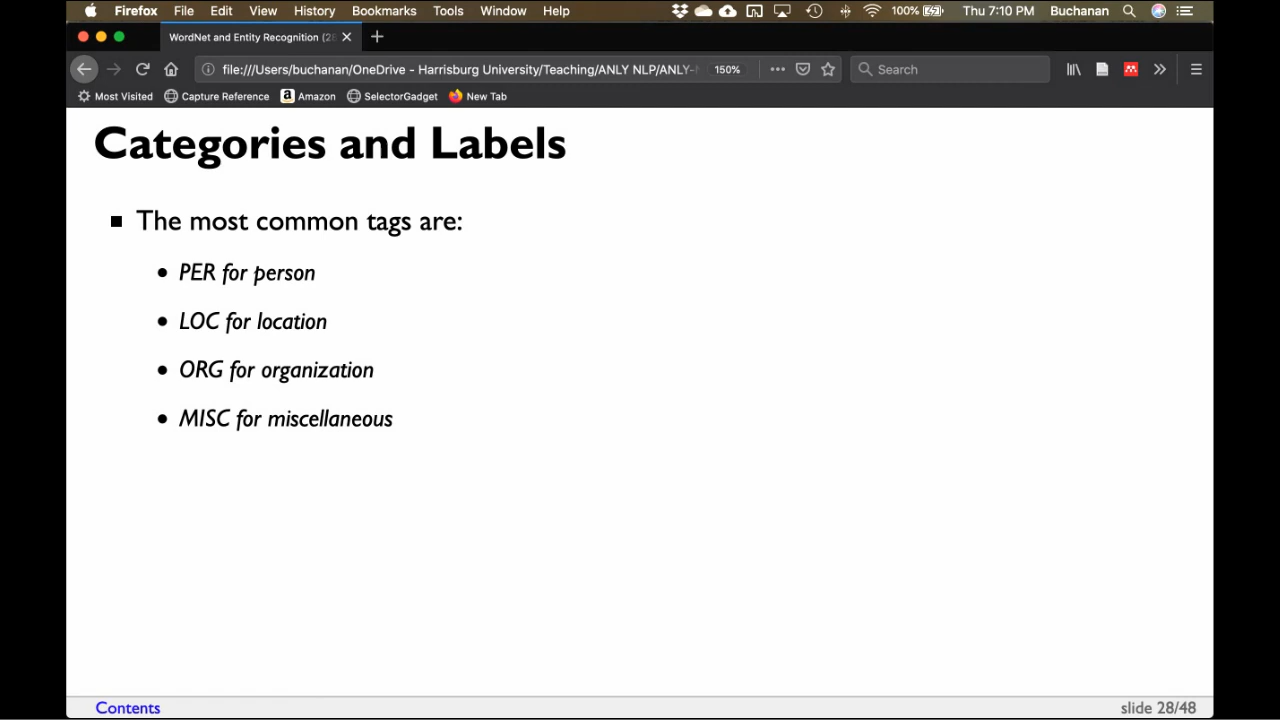 Firefox File Edit View History Bookmarks Tools Window Help 100% Thu 7:10 PM Buchanan
WordNet and Entity Recognition (28
file:///Users/buchanan/OneDrive - Harrisburg University/Teaching/ANLY NLP/ANLY- 150% Search
Most Visited Capture Reference Amazon SelectorGadget New Tab
Categories and Labels
The most common tags are:
PER for person
LOC for location
ORG for organization
MISC for miscellaneous
Contents slide 28/48